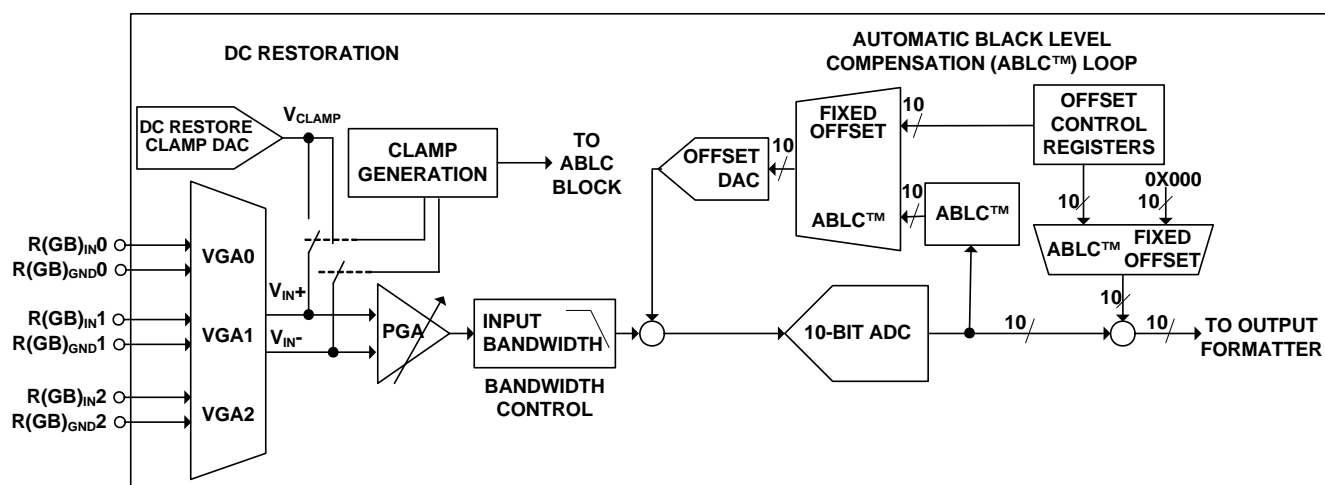 DC RESTORATION
AUTOMATIC BLACK LEVEL
COMPENSATION (ABLC™) LOOP
DC RESTORE
CLAMP DAC
VCLAMP
CLAMP
GENERATION
TO
ABLC
BLOCK
OFFSET
DAC
10
FIXED
OFFSET
ABLC™
10
10
ABLC™
OFFSET
CONTROL
REGISTERS
10
0X000
10
ABLC™
FIXED
OFFSET
10
R(GB)IN0
R(GB)GND0
R(GB)IN1
R(GB)GND1
R(GB)IN2
R(GB)GND2
VGA0
VGA1
VGA2
VIN+
VIN-
PGA
INPUT
BANDWIDTH
BANDWIDTH
CONTROL
10-BIT ADC
10
10
TO OUTPUT
FORMATTER